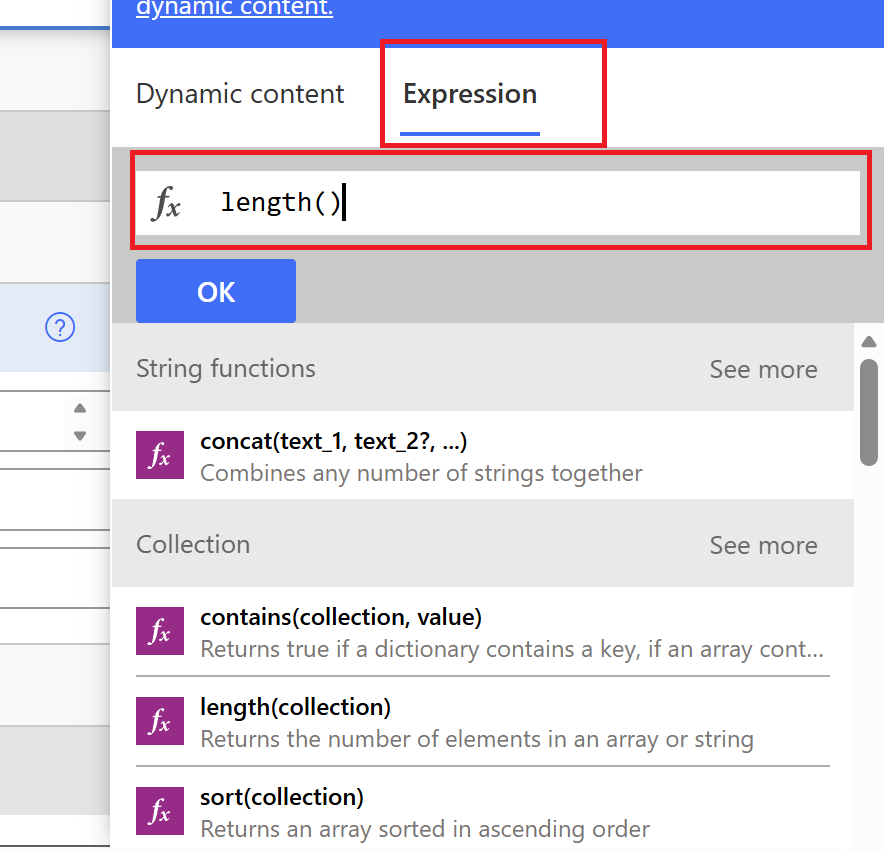 dynamic content.
Dynamic content
Expression
fx
length()
OK
?
String functions
See more
fx
concat(text_1, text_2?, ...)
Combines any number of strings together
Collection
See more
fx
contains(collection, value)
Returns true if a dictionary contains a key, if an array cont...
fx
length(collection)
Returns the number of elements in an array or string
fx
sort(collection)
Returns an array sorted in ascending order